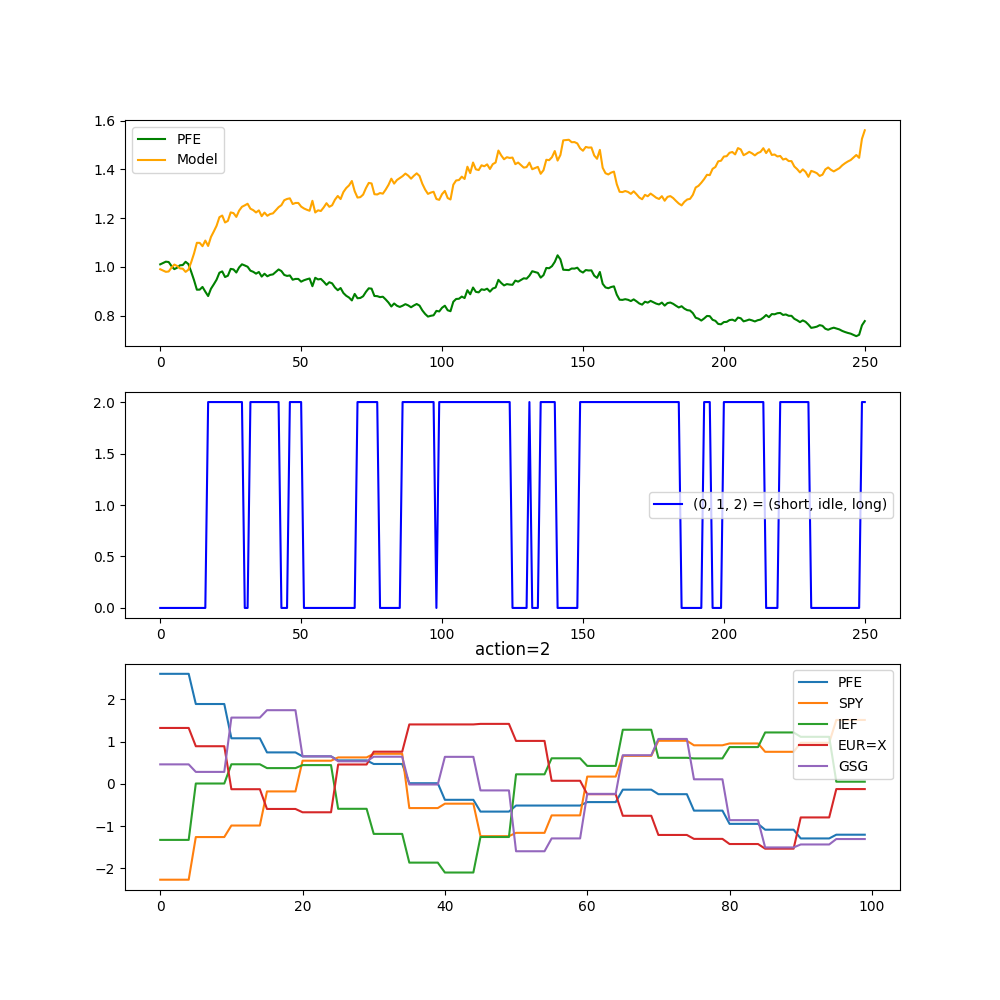 1.6
1.4
1.2
1.0
0.8
PFE
Model
0 50 100 150 200 250
2.0
1.5
1.0
0.5
0.0
(0, 1, 2) = (short, idle, long)
0 50 100 150 200 250
action=2
2
1
0
−1
−2
PFE
SPY
IEF
EUR=X
GSG
0 20 40 60 80 100